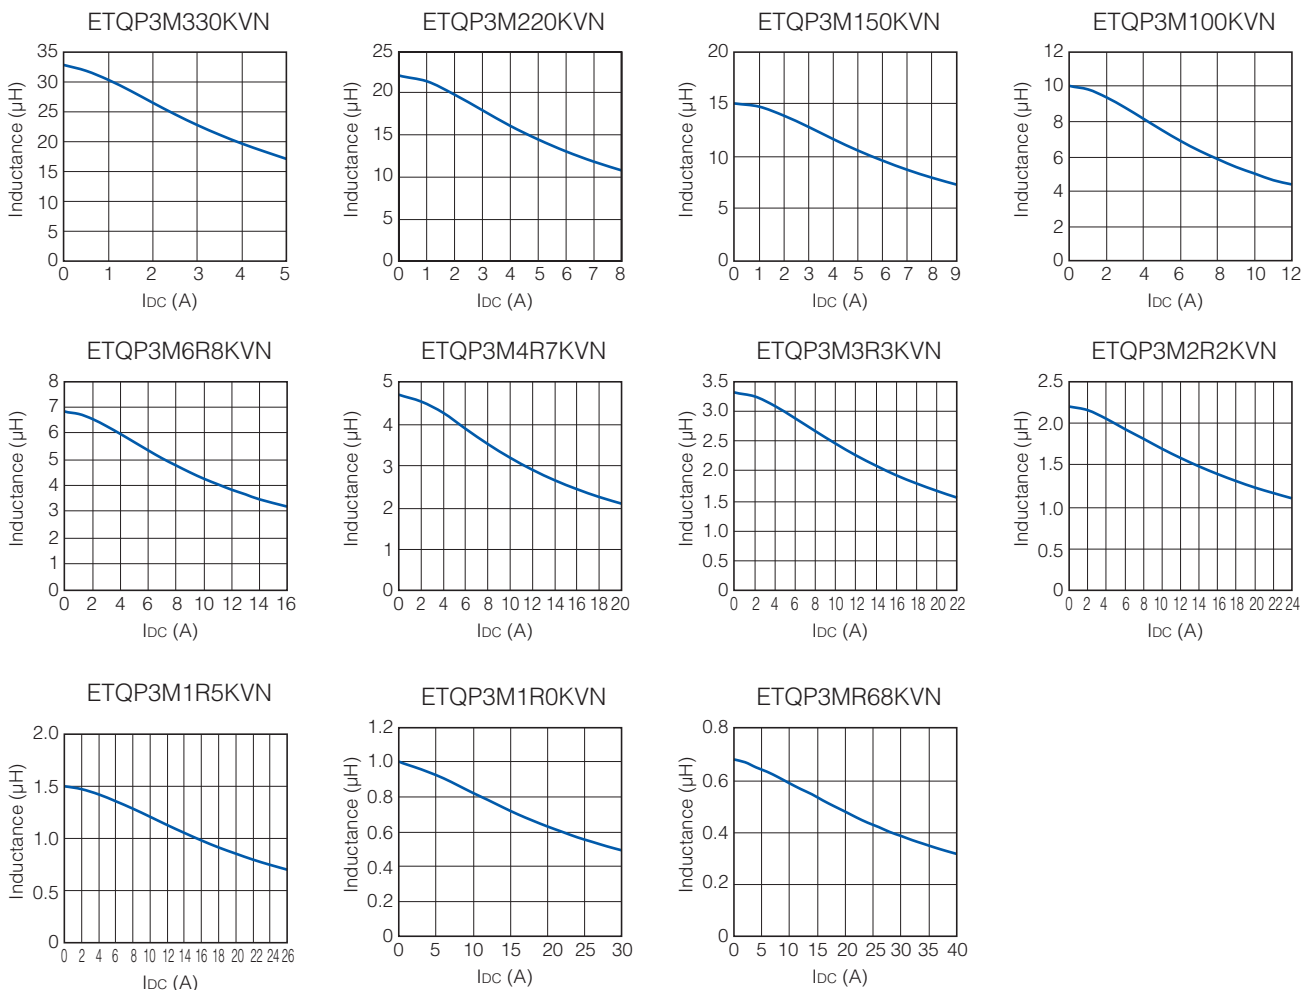 ETQP3M330KVN
35
30
25
20
15
10
5
0
Inductance (µH)
0 1 2 3 4 5
IDC (A)
ETQP3M220KVN
25
20
15
10
5
0
Inductance (µH)
0 1 2 3 4 5 6 7 8
IDC (A)
ETQP3M150KVN
20
15
10
5
0
Inductance (µH)
0 1 2 3 4 5 6 7 8 9
IDC (A)
ETQP3M100KVN
12
10
8
6
4
2
0
Inductance (µH)
0 2 4 6 8 10 12
IDC (A)
ETQP3M6R8KVN
8
7
6
5
4
3
2
1
0
Inductance (µH)
0 2 4 6 8 10 12 14 16
IDC (A)
ETQP3M4R7KVN
5
4
3
2
1
0
Inductance (µH)
0 2 4 6 8 10 12 14 16 18 20
IDC (A)
ETQP3M3R3KVN
3.5
3.0
2.5
2.0
1.5
1.0
0.5
0
Inductance (µH)
0 2 4 6 8 10 12 14 16 18 20 22
IDC (A)
ETQP3M2R2KVN
2.5
2.0
1.5
1.0
0.5
0
Inductance (µH)
0 2 4 6 8 10 12 14 16 18 20 22 24
IDC (A)
ETQP3M1R5KVN
2.0
1.5
1.0
0.5
0
Inductance (µH)
0 2 4 6 8 10 12 14 16 18 20 22 24 26
IDC (A)
ETQP3M1R0KVN
1.2
1.0
0.8
0.6
0.4
0.2
0
Inductance (µH)
0 5 10 15 20 25 30
IDC (A)
ETQP3MR68KVN
0.8
0.6
0.4
0.2
0
Inductance (µH)
0 5 10 15 20 25 30 35 40
IDC (A)